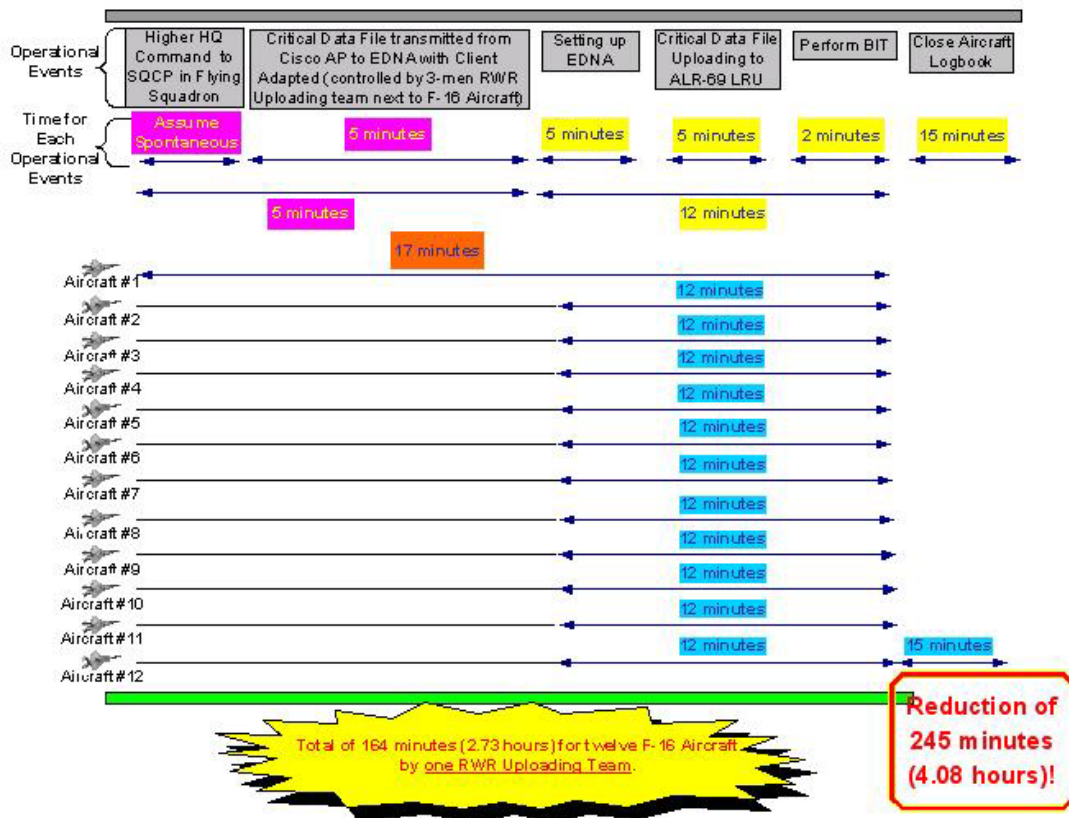 Operational
Events
Higher HQ
Command to
SQCP in Flying
Squadron
Critical Data File transmitted from
Cisco AP to EDNA with Client
Adapted (controlled by 3-men RWR
Uploading team next to F-16 Aircraft)
Setting up
EDNA
Critical Data File
Uploading to
ALR-69 LRU
Perform BIT
Close Aircraft
Logbook
Time for
Each
Operational
Events
Assume
Spontaneous
5 minutes
5 minutes
5 minutes
2 minutes
15 minutes
5 minutes
12 minutes
17 minutes
Aircraft #1
12 minutes
Aircraft #2
12 minutes
Aircraft #3
12 minutes
Aircraft #4
12 minutes
Aircraft #5
12 minutes
Aircraft #6
12 minutes
Aircraft #7
12 minutes
Aircraft #8
12 minutes
Aircraft #9
12 minutes
Aircraft #10
12 minutes
Aircraft #11
12 minutes
15 minutes
Aircraft #12
Total of 164 minutes (2.73 hours) for twelve F-16 Aircraft
by one RWR Uploading Team.
Reduction of
245 minutes
(4.08 hours)!